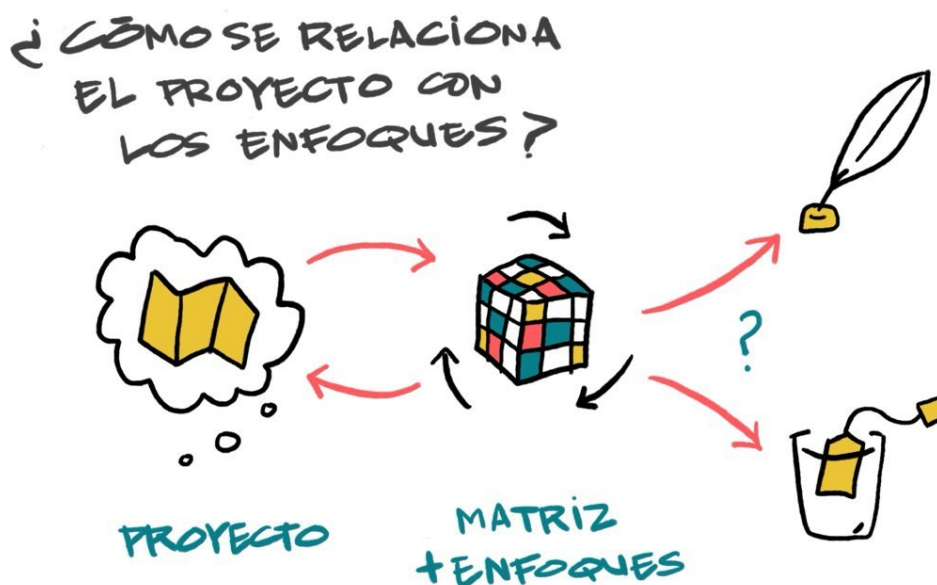 ¿CÓMO SE RELACIONA
EL PROYECTO CON
LOS ENFOQUES?
?
PROYECTO
MATRIZ
+ ENFOQUES